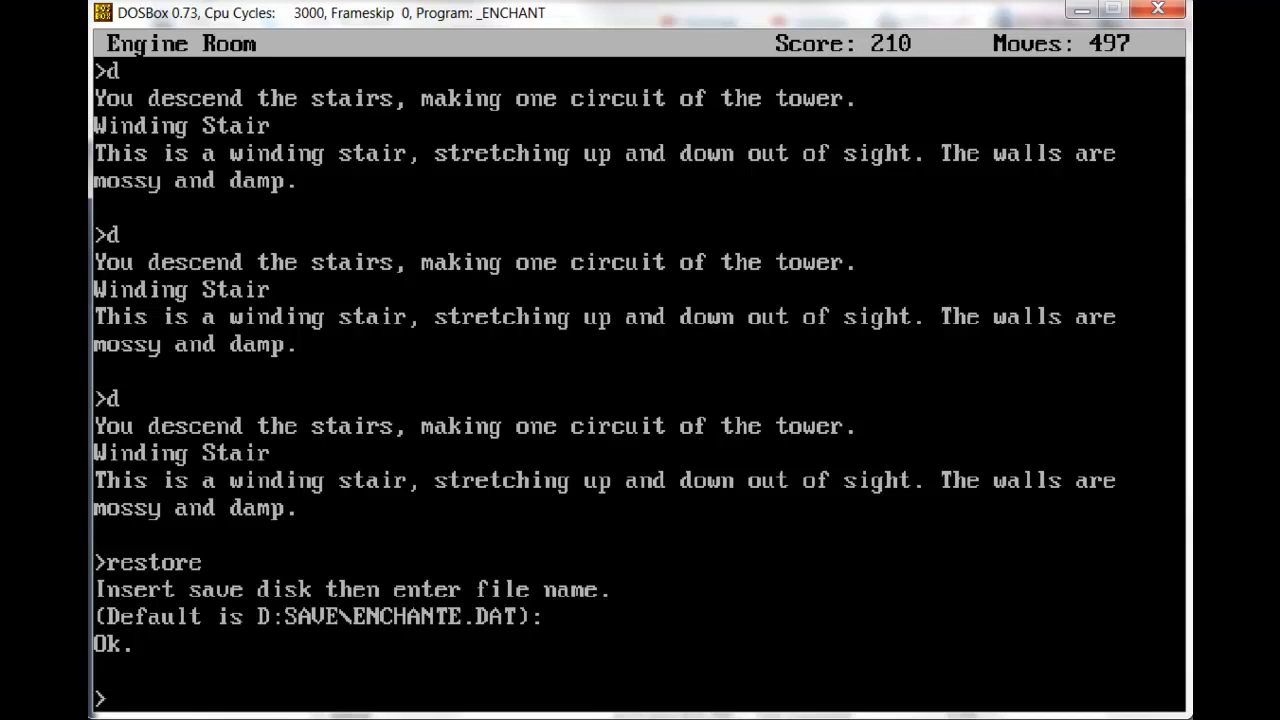 DOSBox 0.73, Cpu Cycles: 3000, Frameskip 0, Program: _ENCHANT
Engine Room Score: 210 Moves: 497
>d
You descend the stairs, making one circuit of the tower.
Winding Stair
This is a winding stair, stretching up and down out of sight. The walls are
mossy and damp.
>d
You descend the stairs, making one circuit of the tower.
Winding Stair
This is a winding stair, stretching up and down out of sight. The walls are
mossy and damp.
>d
You descend the stairs, making one circuit of the tower.
Winding Stair
This is a winding stair, stretching up and down out of sight. The walls are
mossy and damp.
>restore
Insert save disk then enter file name.
(Default is D:SAVE\ENCHANTE.DAT):
Ok.
>